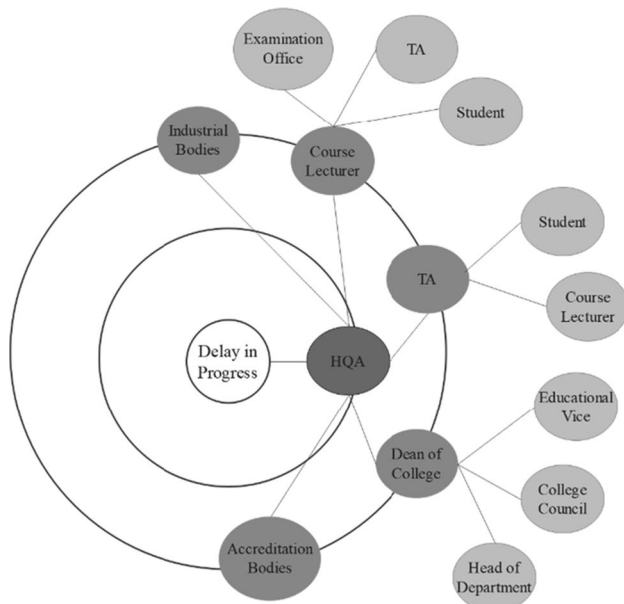 Examination
Office
TA
Student
Industrial
Bodies
Course
Lecturer
Student
TA
Course
Lecturer
Delay in
Progress
HQA
Educational
Vice
Dean of
College
College
Council
Accreditation
Bodies
Head of
Department